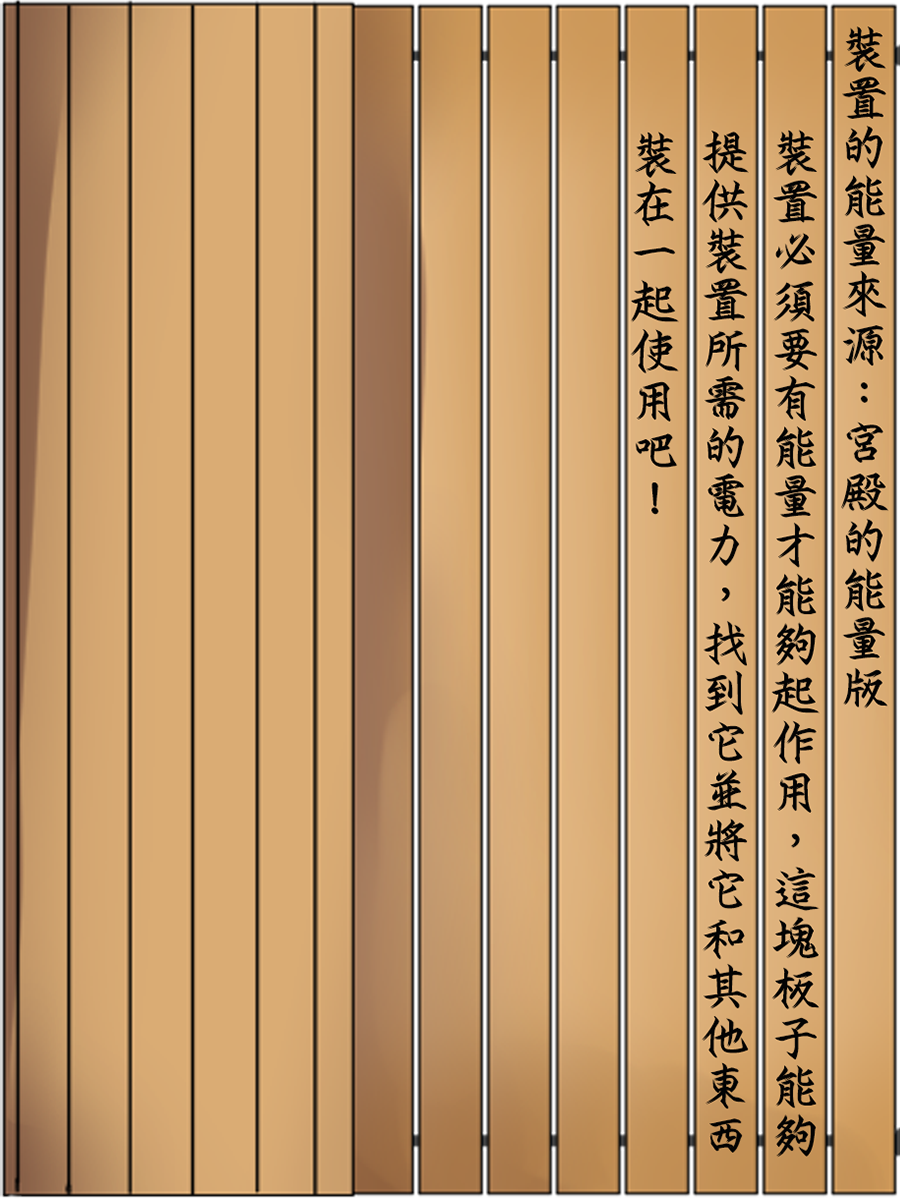 裝置的能量來源：宮殿的能量版
裝置必須要有能量才能夠起作用，這塊板子能夠
提供裝置所需的電力，找到它並將它和其他東西
裝在一起使用吧！